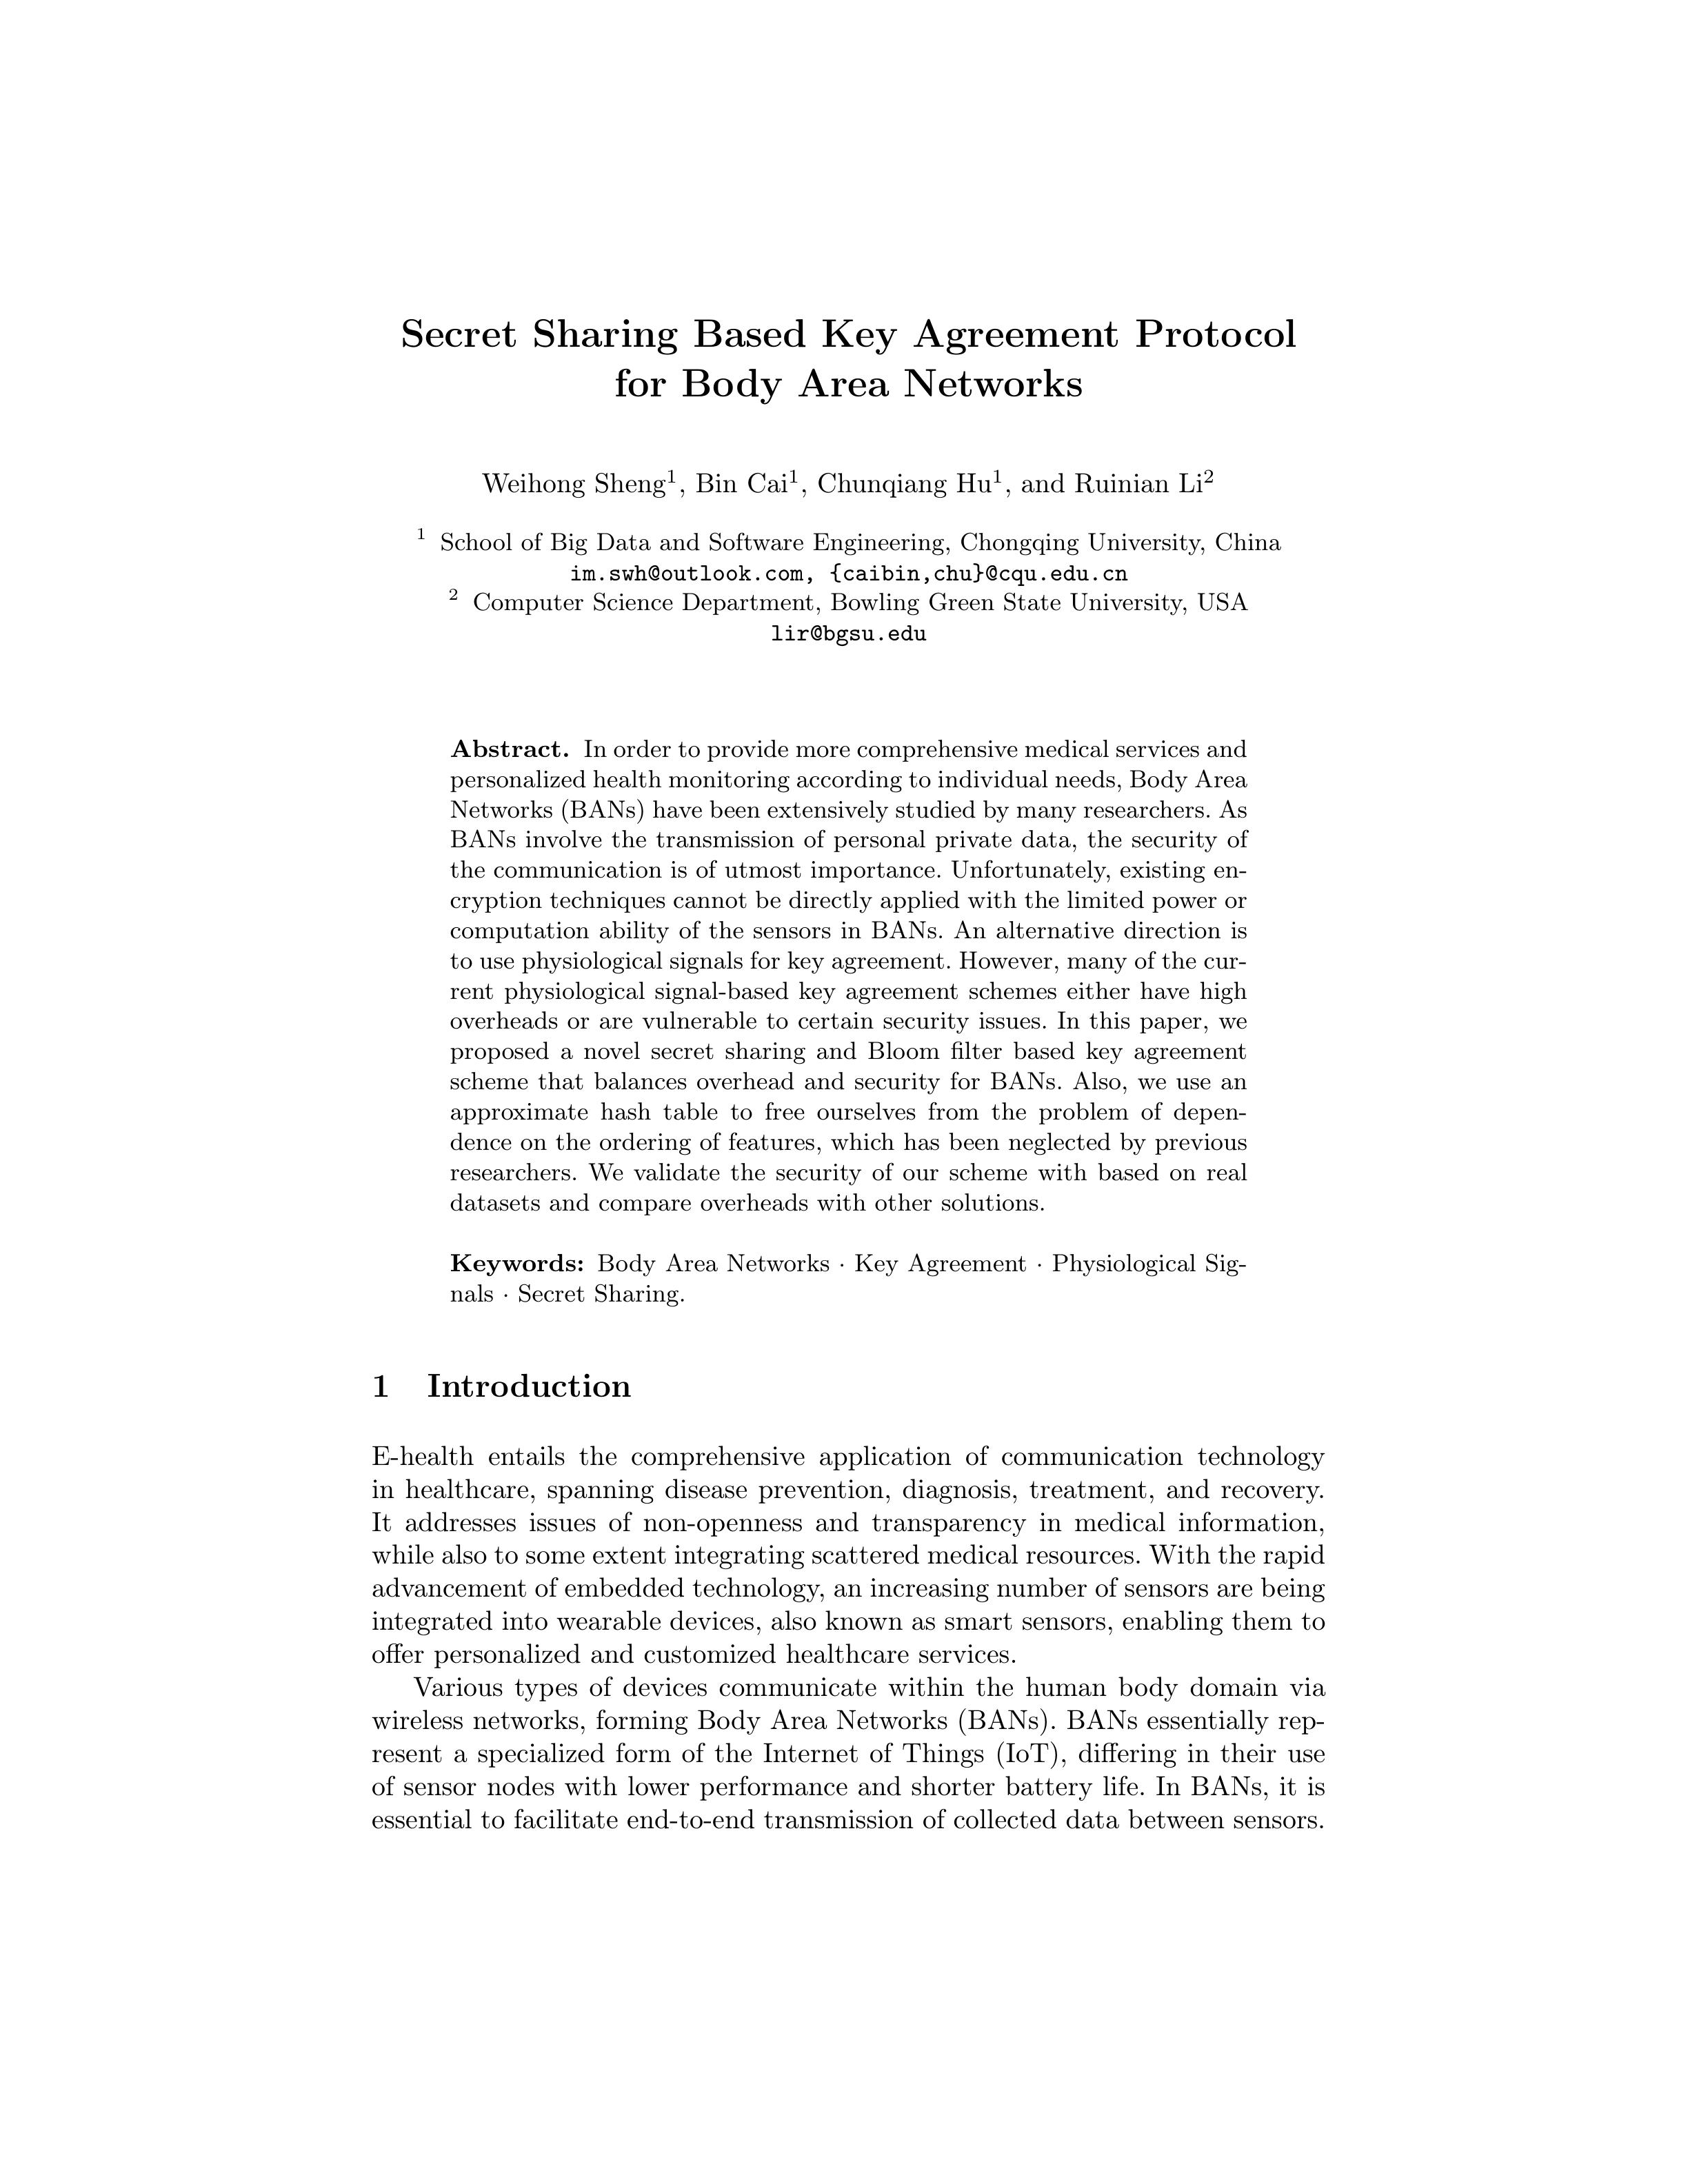 Secret Sharing Based Key Agreement Protocol
for Body Area Networks
Weihong Sheng1, Bin Cai1, Chunqiang Hu1, and Ruinian Li2
1 School of Big Data and Software Engineering, Chongqing University, China
im.swh@outlook.com, {caibin,chu}@cqu.edu.cn
2 Computer Science Department, Bowling Green State University, USA
lir@bgsu.edu
Abstract. In order to provide more comprehensive medical services and
personalized health monitoring according to individual needs, Body Area
Networks (BANs) have been extensively studied by many researchers. As
BANs involve the transmission of personal private data, the security of
the communication is of utmost importance. Unfortunately, existing en-
cryption techniques cannot be directly applied with the limited power or
computation ability of the sensors in BANs. An alternative direction is
to use physiological signals for key agreement. However, many of the cur-
rent physiological signal-based key agreement schemes either have high
overheads or are vulnerable to certain security issues. In this paper, we
proposed a novel secret sharing and Bloom filter based key agreement
scheme that balances overhead and security for BANs. Also, we use an
approximate hash table to free ourselves from the problem of depen-
dence on the ordering of features, which has been neglected by previous
researchers. We validate the security of our scheme with based on real
datasets and compare overheads with other solutions.
Keywords: Body Area Networks · Key Agreement · Physiological Sig-
nals · Secret Sharing.
1 Introduction
E-health entails the comprehensive application of communication technology
in healthcare, spanning disease prevention, diagnosis, treatment, and recovery.
It addresses issues of non-openness and transparency in medical information,
while also to some extent integrating scattered medical resources. With the rapid
advancement of embedded technology, an increasing number of sensors are being
integrated into wearable devices, also known as smart sensors, enabling them to
offer personalized and customized healthcare services.
Various types of devices communicate within the human body domain via
wireless networks, forming Body Area Networks (BANs). BANs essentially rep-
resent a specialized form of the Internet of Things (IoT), differing in their use
of sensor nodes with lower performance and shorter battery life. In BANs, it is
essential to facilitate end-to-end transmission of collected data between sensors.